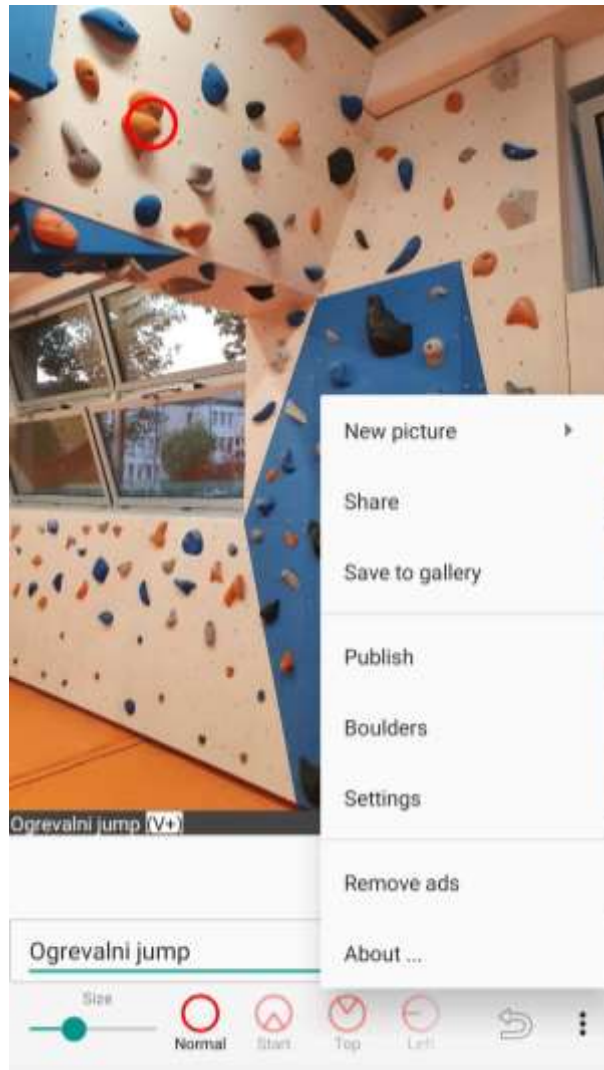 New picture
Share
Save to gallery
Publish
Boulders
Settings
Remove ads
About ...
Ogrevalni jump (V+)
Ogrevalni jump
Size
Normal
Start
Top
Left